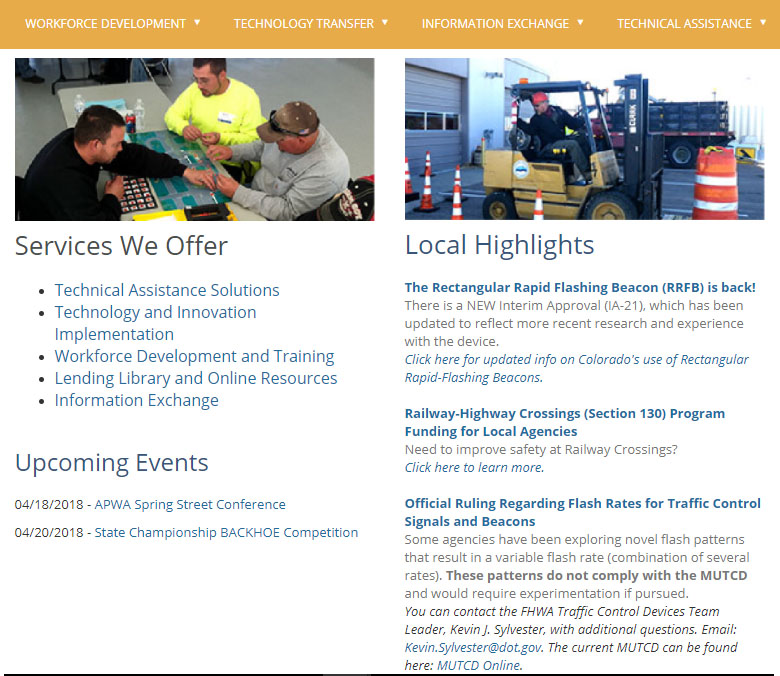 WORKFORCE DEVELOPMENT ▼ TECHNOLOGY TRANSFER ▼ INFORMATION EXCHANGE ▼ TECHNICAL ASSISTANCE ▼
CLARK
Services We Offer
• Technical Assistance Solutions
• Technology and Innovation
Implementation
• Workforce Development and Training
• Lending Library and Online Resources
• Information Exchange
Upcoming Events
04/18/2018 - APWA Spring Street Conference
04/20/2018 - State Championship BACKHOE Competition
Local Highlights
The Rectangular Rapid Flashing Beacon (RRFB) is back!
There is a NEW Interim Approval (IA-21), which has been
updated to reflect more recent research and experience
with the device.
Click here for updated info on Colorado's use of Rectangular
Rapid-Flashing Beacons.
Railway-Highway Crossings (Section 130) Program
Funding for Local Agencies
Need to improve safety at Railway Crossings?
Click here to learn more.
Official Ruling Regarding Flash Rates for Traffic Control
Signals and Beacons
Some agencies have been exploring novel flash patterns
that result in a variable flash rate (combination of several
rates). These patterns do not comply with the MUTCD
and would require experimentation if pursued.
You can contact the FHWA Traffic Control Devices Team
Leader, Kevin J. Sylvester, with additional questions. Email:
Kevin.Sylvester@dot.gov. The current MUTCD can be found
here: MUTCD Online.